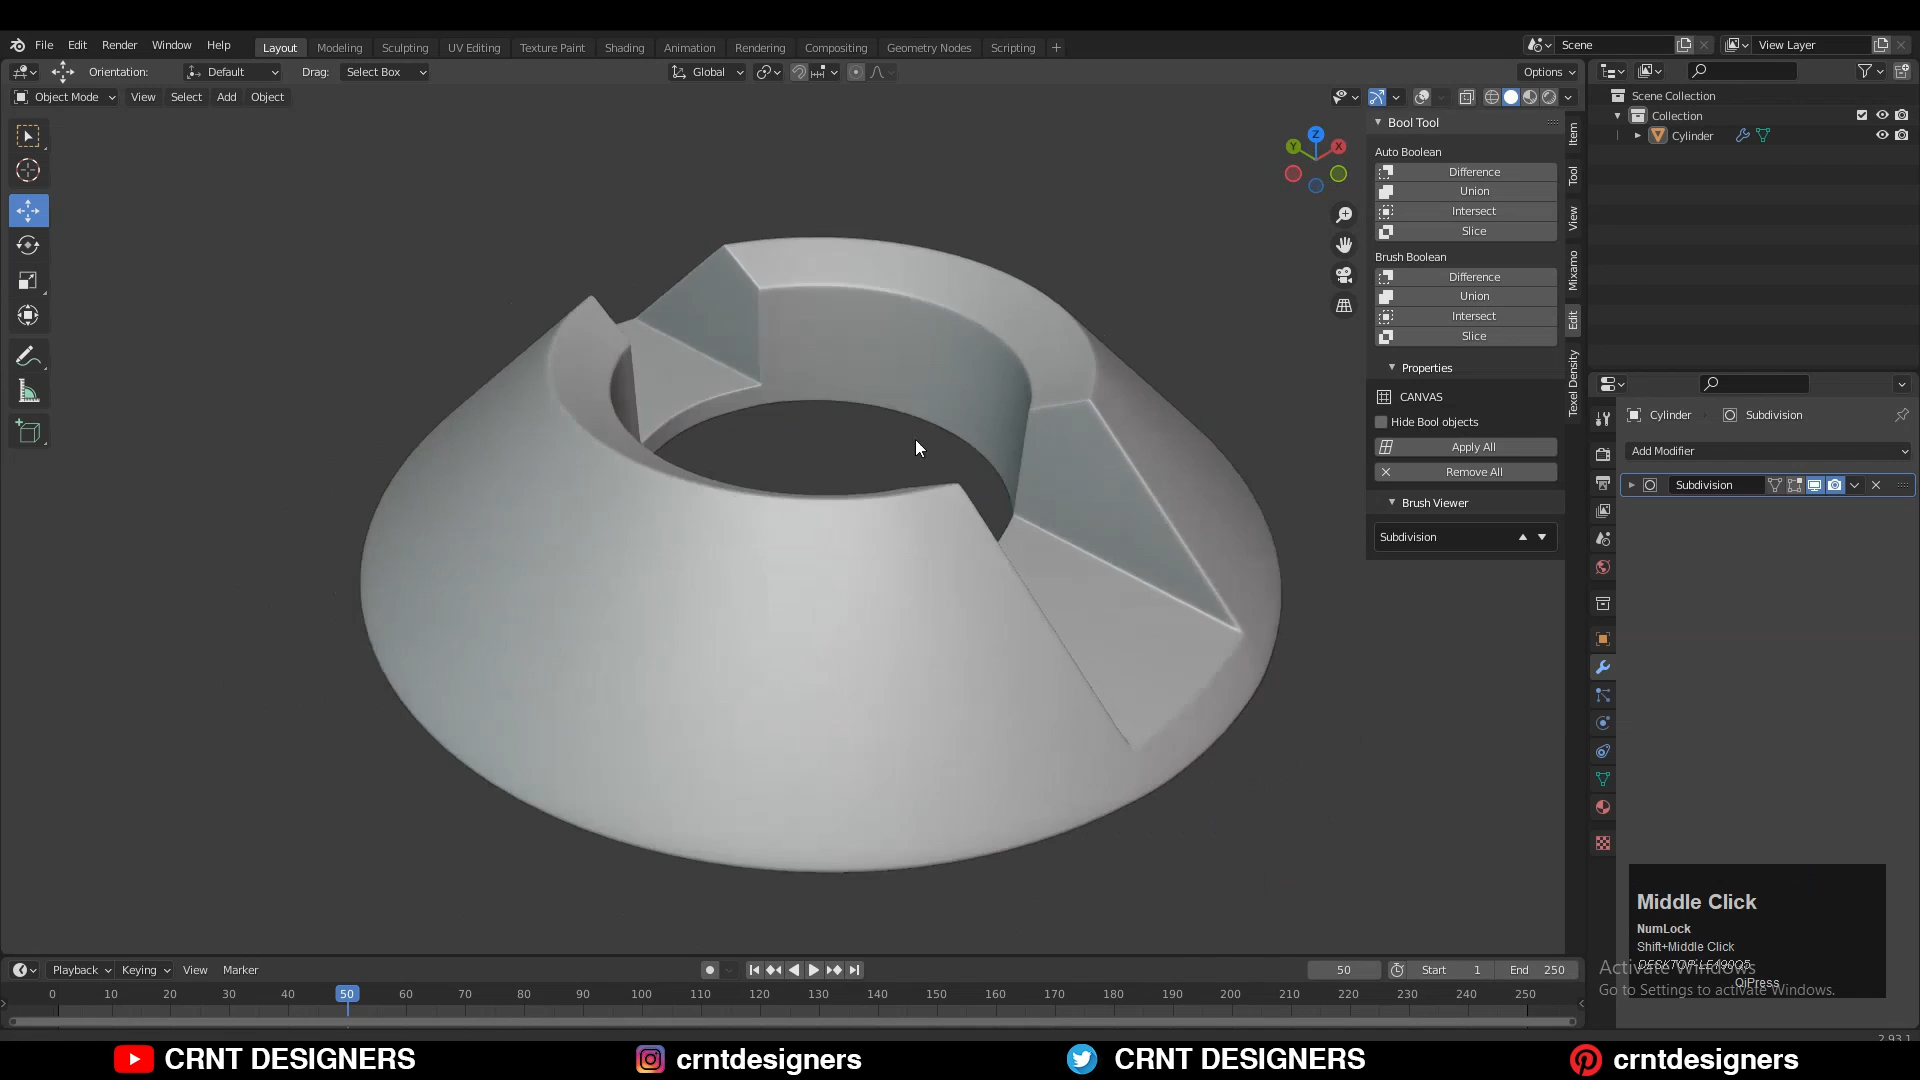 File Edit Render Window Help Layout Modeling Sculpting UV Editing Texture Paint Shading Animation Rendering Compositing Geometry Nodes Scripting + Scene View Layer
Orientation: Default Drag: Select Box Global Options
Object Mode View Select Add Object
Z
Y
X
Bool Tool
Auto Boolean
Difference
Union
Intersect
Slice
Brush Boolean
Difference
Union
Intersect
Slice
Properties
CANVAS
Hide Bool objects
Apply All
Remove All
Brush Viewer
Subdivision
Item
Tool
View
Mixamo
Edit
Texel Density
Scene Collection
Collection
Cylinder
Cylinder Subdivision
Add Modifier
Subdivision
Middle Click
NumLock
Shift+Middle Click
DESKTOP-LE190Q5
QiPress
Activate Windows
Go to Settings to activate Windows.
Playback Keying View Marker 50 Start 1 End 250
0 10 20 30 40 50 60 70 80 90 100 110 120 130 140 150 160 170 180 190 200 210 220 230 240 250
2.93.1
CRNT DESIGNERS crntdesigners CRNT DESIGNERS crntdesigners